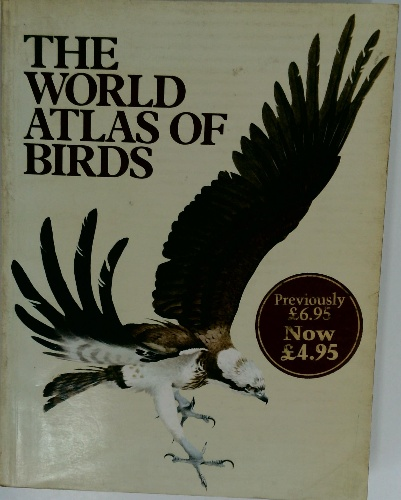 THE
WORLD
ATLAS OF
BIRDS
Previously
£6.95
Now
£4.95